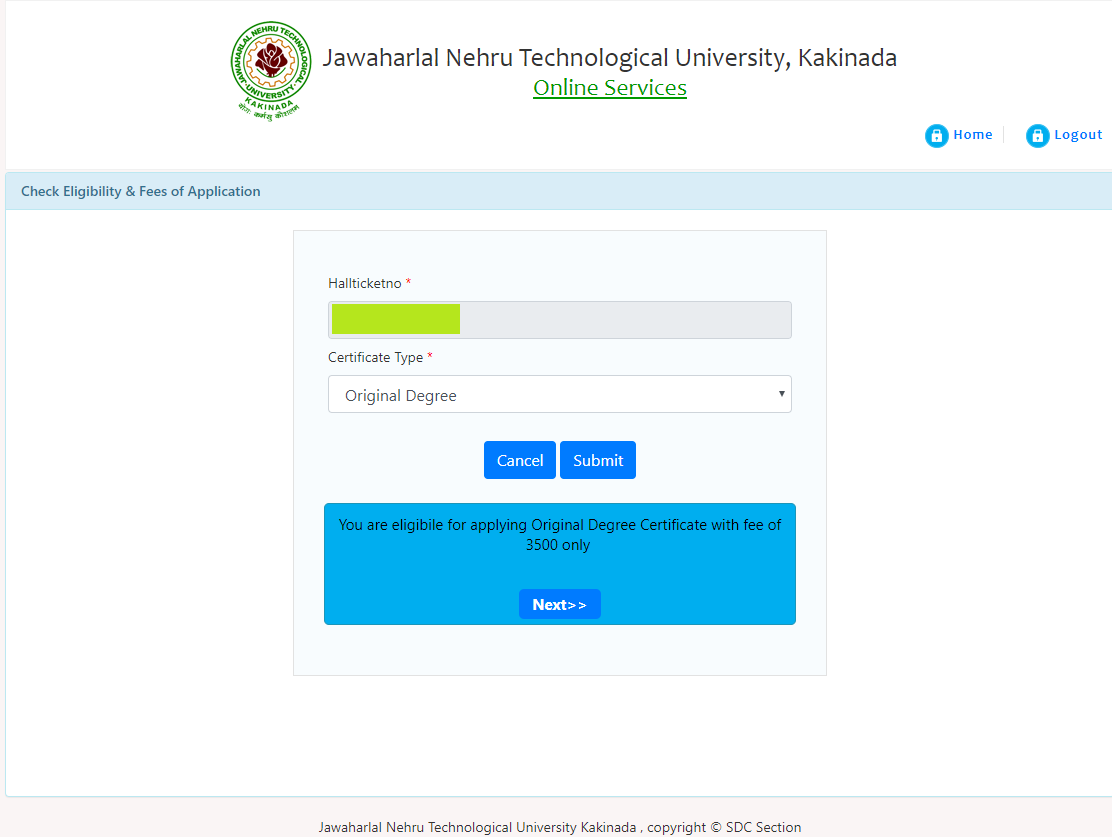 JAWAHARLAL NEHRU TECHNOLOGICAL UNIVERSITY
KAKINADA
योगः कर्मसु कौशलम्
Jawaharlal Nehru Technological University, Kakinada
Online Services
Home
Logout
Check Eligibility & Fees of Application
Hallticketno *
Certificate Type *
Original Degree
Cancel
Submit
You are eligibile for applying Original Degree Certificate with fee of
3500 only
Next>>
Jawaharlal Nehru Technological University Kakinada , copyright © SDC Section